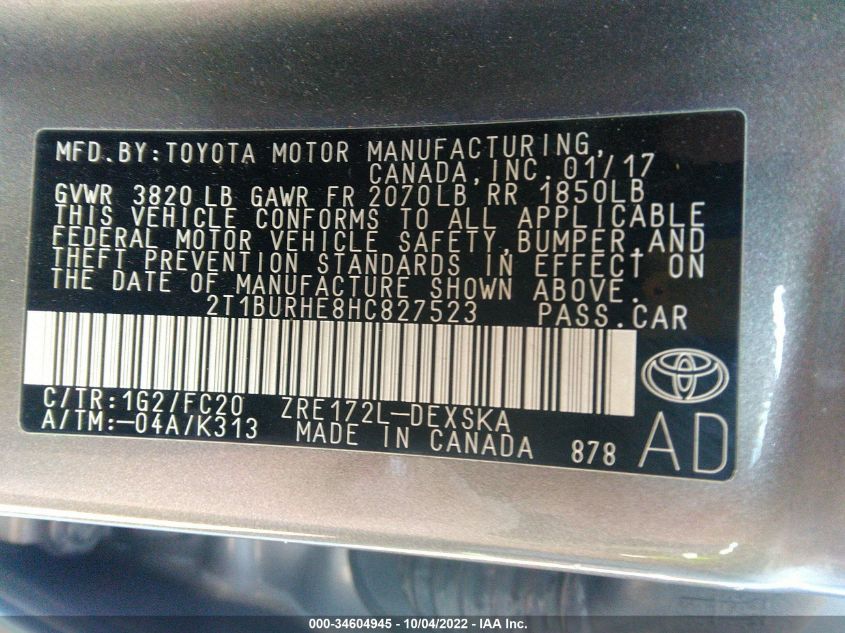 MFD.BY:TOYOTA MOTOR MANUFACTURING,
CANADA,INC. 01/17
GVWR 3820 LB GAWR FR 2070LB RR 1850LB
THIS VEHICLE CONFORMS TO ALL APPLICABLE
FEDERAL MOTOR VEHICLE SAFETY,BUMPER,AND
THEFT PREVENTION STANDARDS IN EFFECT ON
THE DATE OF MANUFACTURE SHOWN ABOVE.
2T1BURHE8HC827523 PASS.CAR
C/TR:1G2/FC20 ZRE172L-DEXSKA
A/TM:-04A/K313 MADE IN CANADA 878 AD
000-34604945 - 10/04/2022 - IAA Inc.